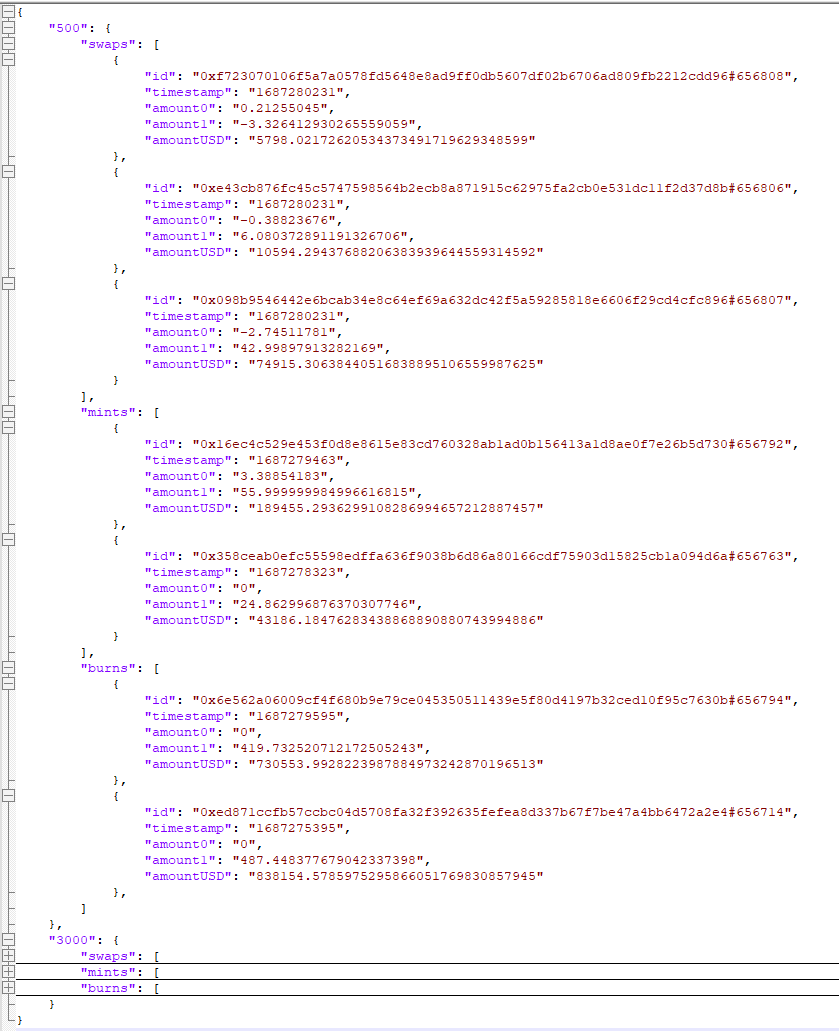 {
"500": {
"swaps": [
{
"id": "0xf723070106f5a7a0578fd5648e8ad9ff0db5607df02b6706ad809fb2212cdd96#656808",
"timestamp": "1687280231",
"amount0": "0.21255045",
"amount1": "-3.326412930265559059",
"amountUSD": "5798.021726205343734917196293485​99"
},
{
"id": "0xe43cb876fc45c5747598564b2ecb8a871915c62975fa2cb0e531dc11f2d37d8b#656806",
"timestamp": "1687280231",
"amount0": "-0.38823676",
"amount1": "6.080372891191326706",
"amountUSD": "10594.29437688206383939644559314592"
},
{
"id": "0x098b9546442e6bcab34e8c64ef69a632dc42f5a59285818e6606f29cd4cfc896#656807",
"timestamp": "1687280231",
"amount0": "-2.74511781",
"amount1": "42.99897913282169",
"amountUSD": "74915.30638440516838895106559987625"
}
],
"mints": [
{
"id": "0x16ec4c529e453f0d8e8615e83cd760328ab1ad0b156413a1d8ae0f7e26b5d730#656792",
"timestamp": "1687279463",
"amount0": "3.38854183",
"amount1": "55.999999984996616815",
"amountUSD": "189455.2936299108286994657212887457"
},
{
"id": "0x358ceab0efc55598edffa636f9038b6d86a80166cdf75903d15825cb1a094d6a#656763",
"timestamp": "1687278323",
"amount0": "0",
"amount1": "24.862996876370307746",
"amountUSD": "43186.18476283438868890880743994886"
}
],
"burns": [
{
"id": "0x6e562a06009cf4f680b9e79ce045350511439e5f80d4197b32ced10f95c7630b#656794",
"timestamp": "1687279595",
"amount0": "0",
"amount1": "419.732520712172505243",
"amountUSD": "730553.9928223987884973242870196513"
},
{
"id": "0xed871ccfb57ccbc04d5708fa32f392635fefea8d337b67f7be47a4bb6472a2e4#656714",
"timestamp": "1687275395",
"amount0": "0",
"amount1": "487.448377679042337398",
"amountUSD": "838154.5785975295866051769830857945"
},
]
},
"3000": {
"swaps": [
"mints": [
"burns": [
}
}